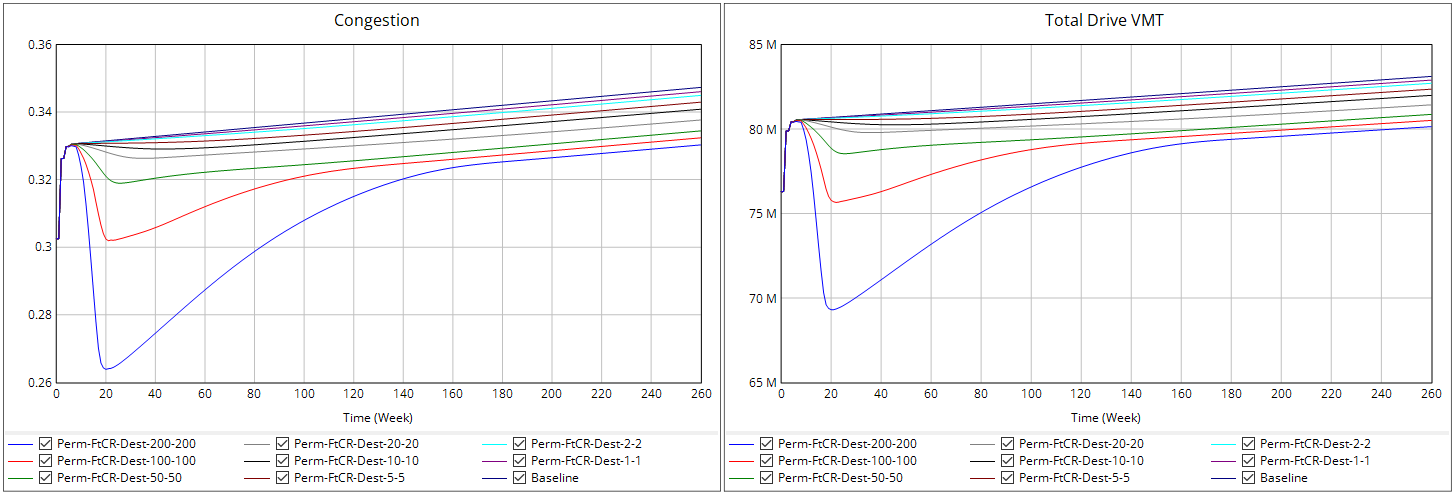 Congestion
0.36
0.34
0.32
0.3
0.28
0.26
0 20 40 60 80 100 120 140 160 180 200 220 240 260
Time (Week)
Perm-FtCR-Dest-200-200 Perm-FtCR-Dest-20-20 Perm-FtCR-Dest-2-2
Perm-FtCR-Dest-100-100 Perm-FtCR-Dest-10-10 Perm-FtCR-Dest-1-1
Perm-FtCR-Dest-50-50 Perm-FtCR-Dest-5-5 Baseline
Total Drive VMT
85 M
80 M
75 M
70 M
65 M
0 20 40 60 80 100 120 140 160 180 200 220 240 260
Time (Week)
Perm-FtCR-Dest-200-200 Perm-FtCR-Dest-20-20 Perm-FtCR-Dest-2-2
Perm-FtCR-Dest-100-100 Perm-FtCR-Dest-10-10 Perm-FtCR-Dest-1-1
Perm-FtCR-Dest-50-50 Perm-FtCR-Dest-5-5 Baseline